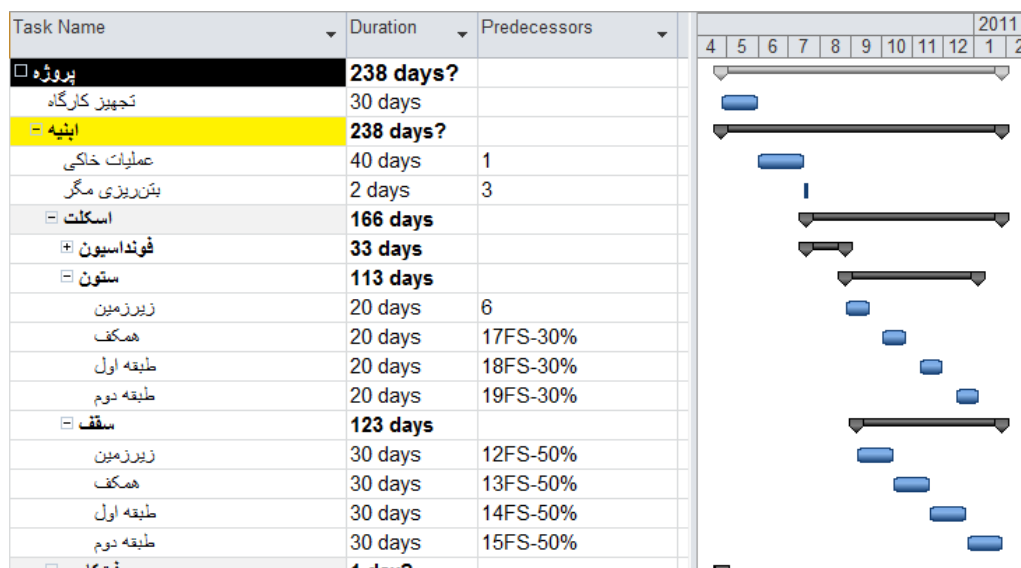 Task Name Duration Predecessors 2011
4 5 6 7 8 9 10 11 12 1 2
پروژه 238 days?
تجهیز کارگاه 30 days
ابنیه 238 days?
عملیات خاکی 40 days 1
بتن‌ریزی مگر 2 days 3
اسکلت 166 days
فونداسیون 33 days
ستون 113 days
زیرزمین 20 days 6
همکف 20 days 17FS-30%
طبقه اول 20 days 18FS-30%
طبقه دوم 20 days 19FS-30%
سقف 123 days
زیرزمین 30 days 12FS-50%
همکف 30 days 13FS-50%
طبقه اول 30 days 14FS-50%
طبقه دوم 30 days 15FS-50%
1 day?